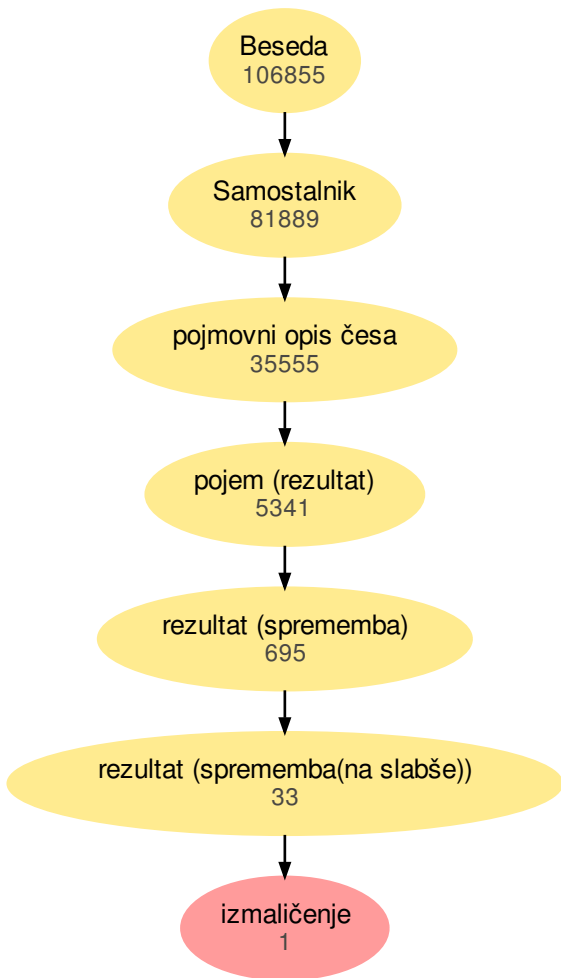 Beseda
106855
Samostalnik
81889
pojmovni opis česa
35555
pojem (rezultat)
5341
rezultat (sprememba)
695
rezultat (sprememba(na slabše))
33
izmaličenje
1